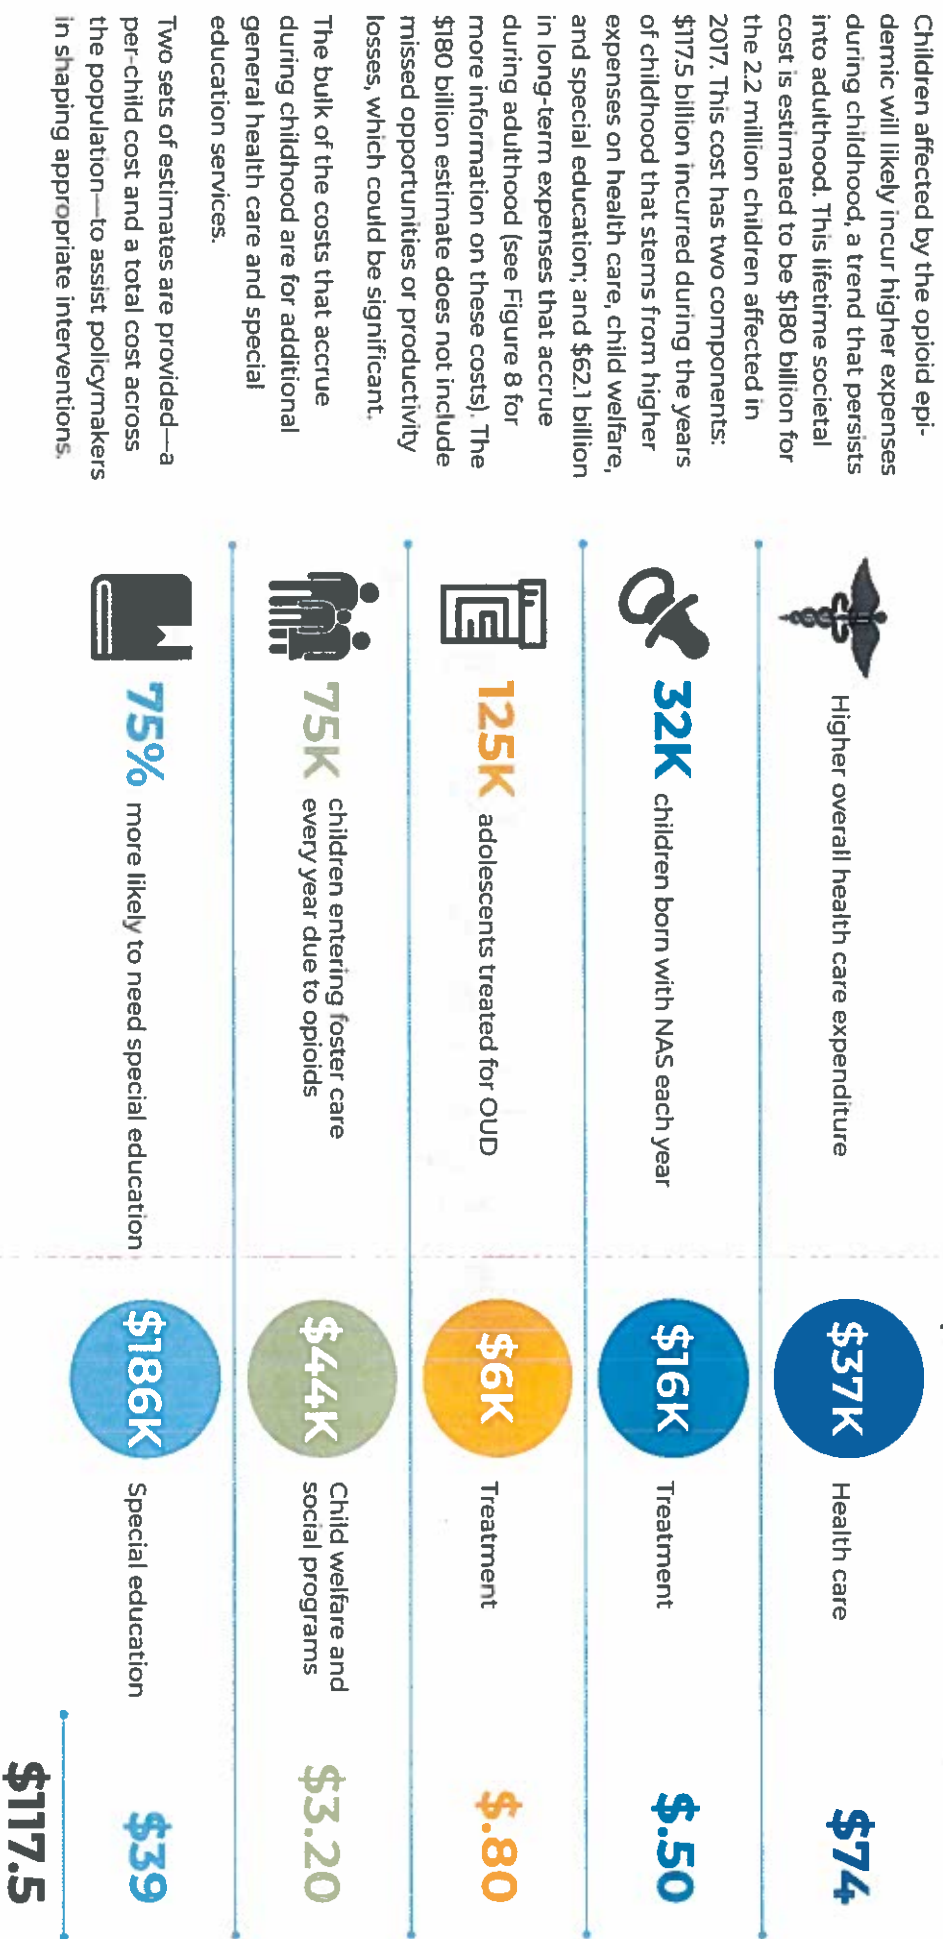 Children affected by the opioid epi-
demic will likely incur higher expenses
during childhood, a trend that persists
into adulthood. This lifetime societal
cost is estimated to be $180 billion for
the 2.2 million children affected in
2017. This cost has two components:
$117.5 billion incurred during the years
of childhood that stems from higher
expenses on health care, child welfare,
and special education; and $62.1 billion
in long-term expenses that accrue
during adulthood (see Figure 8 for
more information on these costs). The
$180 billion estimate does not include
missed opportunities or productivity
losses, which could be significant.
The bulk of the costs that accrue
during childhood are for additional
general health care and special
education services.
Two sets of estimates are provided—a
per-child cost and a total cost across
the population—to assist policymakers
in shaping appropriate interventions.
Higher overall health care expenditure
$37K
Health care
$74
32K children born with NAS each year
$16K
Treatment
$.50
125K adolescents treated for OUD
$6K
Treatment
$.80
75K children entering foster care
every year due to opioids
$44K
Child welfare and
social programs
$3.20
75% more likely to need special education
$186K
Special education
$39
$117.5